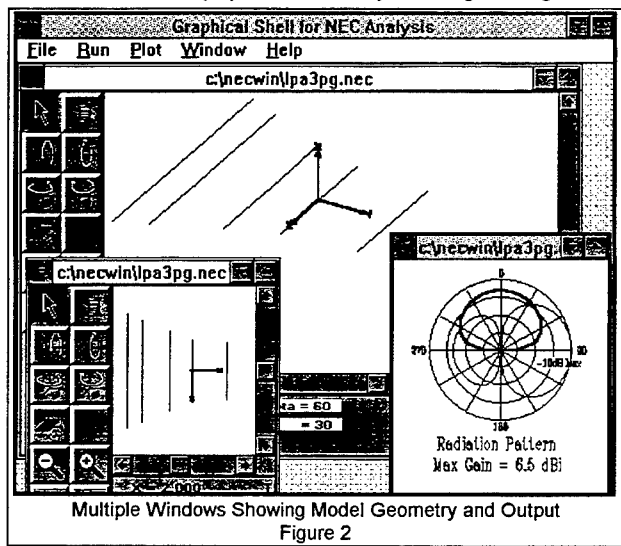 Graphical Shell for NEC Analysis
File Run Plot Window Help
c:\necwin\lpa3pg.nec
c:\necwin\lpa3pg.nec
c:\necwin\lpa3pg.
0
270
90
-10dB Max
180
ta = 60
= 30
Radiation Pattern
Max Gain = 6.5 dBi
Multiple Windows Showing Model Geometry and Output
Figure 2